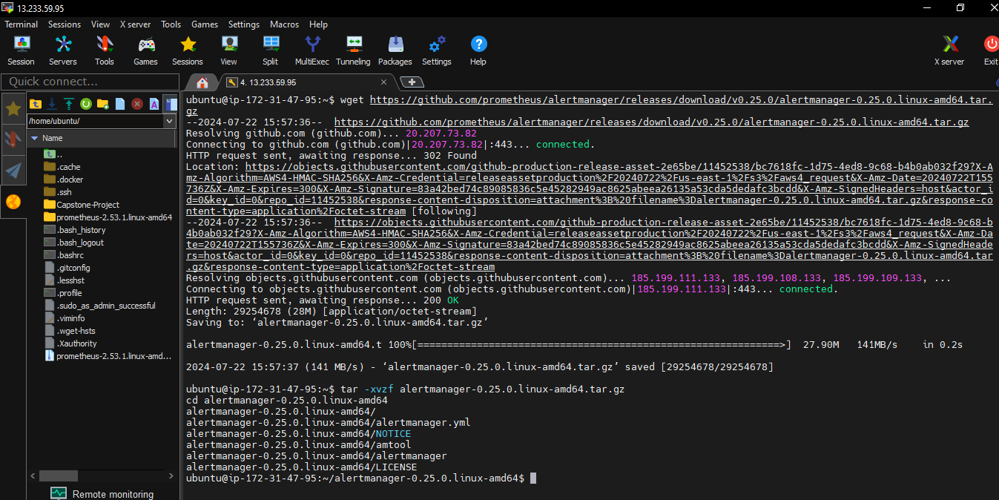 13.233.59.95
Terminal Sessions View X server Tools Games Settings Macros Help
Session Servers Tools Games Sessions View Split MultiExec Tunneling Packages Settings Help X server Exit
Quick connect...
4. 13.233.59.95
/home/ubuntu/
Name
..
.cache
.docker
.ssh
Capstone-Project
prometheus-2.53.1.linux-amd64
.bash_history
.bash_logout
.bashrc
.gitconfig
.lesshst
.profile
.sudo_as_admin_successful
.viminfo
.wget-hsts
.Xauthority
prometheus-2.53.1.linux-amd...
Remote monitoring
ubuntu@ip-172-31-47-95:~$ wget https://github.com/prometheus/alertmanager/releases/download/v0.25.0/alertmanager-0.25.0.linux-amd64.tar.
gz
--2024-07-22 15:57:36--  https://github.com/prometheus/alertmanager/releases/download/v0.25.0/alertmanager-0.25.0.linux-amd64.tar.gz
Resolving github.com (github.com)... 20.207.73.82
Connecting to github.com (github.com)|20.207.73.82|:443... connected.
HTTP request sent, awaiting response... 302 Found
Location: https://objects.githubusercontent.com/github-production-release-asset-2e65be/11452538/bc7618fc-1d75-4ed8-9c68-b4b0ab032f29?X-A
mz-Algorithm=AWS4-HMAC-SHA256&X-Amz-Credential=releaseassetproduction%2F20240722%2Fus-east-1%2Fs3%2Faws4_request&X-Amz-Date=20240722T155
736Z&X-Amz-Expires=300&X-Amz-Signature=83a42bed74c89085836c5e45282949ac8625abeea26135a53cda5dedafc3bcdd&X-Amz-SignedHeaders=host&actor_i
d=0&key_id=0&repo_id=11452538&response-content-disposition=attachment%3B%20filename%3Dalertmanager-0.25.0.linux-amd64.tar.gz&response-co
ntent-type=application%2Foctet-stream [following]
--2024-07-22 15:57:36--  https://objects.githubusercontent.com/github-production-release-asset-2e65be/11452538/bc7618fc-1d75-4ed8-9c68-b
4b0ab032f29?X-Amz-Algorithm=AWS4-HMAC-SHA256&X-Amz-Credential=releaseassetproduction%2F20240722%2Fus-east-1%2Fs3%2Faws4_request&X-Amz-Da
te=20240722T155736Z&X-Amz-Expires=300&X-Amz-Signature=83a42bed74c89085836c5e45282949ac8625abeea26135a53cda5dedafc3bcdd&X-Amz-SignedHeade
rs=host&actor_id=0&key_id=0&repo_id=11452538&response-content-disposition=attachment%3B%20filename%3Dalertmanager-0.25.0.linux-amd64.tar
.gz&response-content-type=application%2Foctet-stream
Resolving objects.githubusercontent.com (objects.githubusercontent.com)... 185.199.111.133, 185.199.108.133, 185.199.109.133, ...
Connecting to objects.githubusercontent.com (objects.githubusercontent.com)|185.199.111.133|:443... connected.
HTTP request sent, awaiting response... 200 OK
Length: 29254678 (28M) [application/octet-stream]
Saving to: ‘alertmanager-0.25.0.linux-amd64.tar.gz’
alertmanager-0.25.0.linux-amd64.t 100%[=============================================================>]  27.90M   141MB/s    in 0.2s
2024-07-22 15:57:37 (141 MB/s) - ‘alertmanager-0.25.0.linux-amd64.tar.gz’ saved [29254678/29254678]
ubuntu@ip-172-31-47-95:~$ tar -xvzf alertmanager-0.25.0.linux-amd64.tar.gz
cd alertmanager-0.25.0.linux-amd64
alertmanager-0.25.0.linux-amd64/
alertmanager-0.25.0.linux-amd64/alertmanager.yml
alertmanager-0.25.0.linux-amd64/NOTICE
alertmanager-0.25.0.linux-amd64/amtool
alertmanager-0.25.0.linux-amd64/alertmanager
alertmanager-0.25.0.linux-amd64/LICENSE
ubuntu@ip-172-31-47-95:~/alertmanager-0.25.0.linux-amd64$